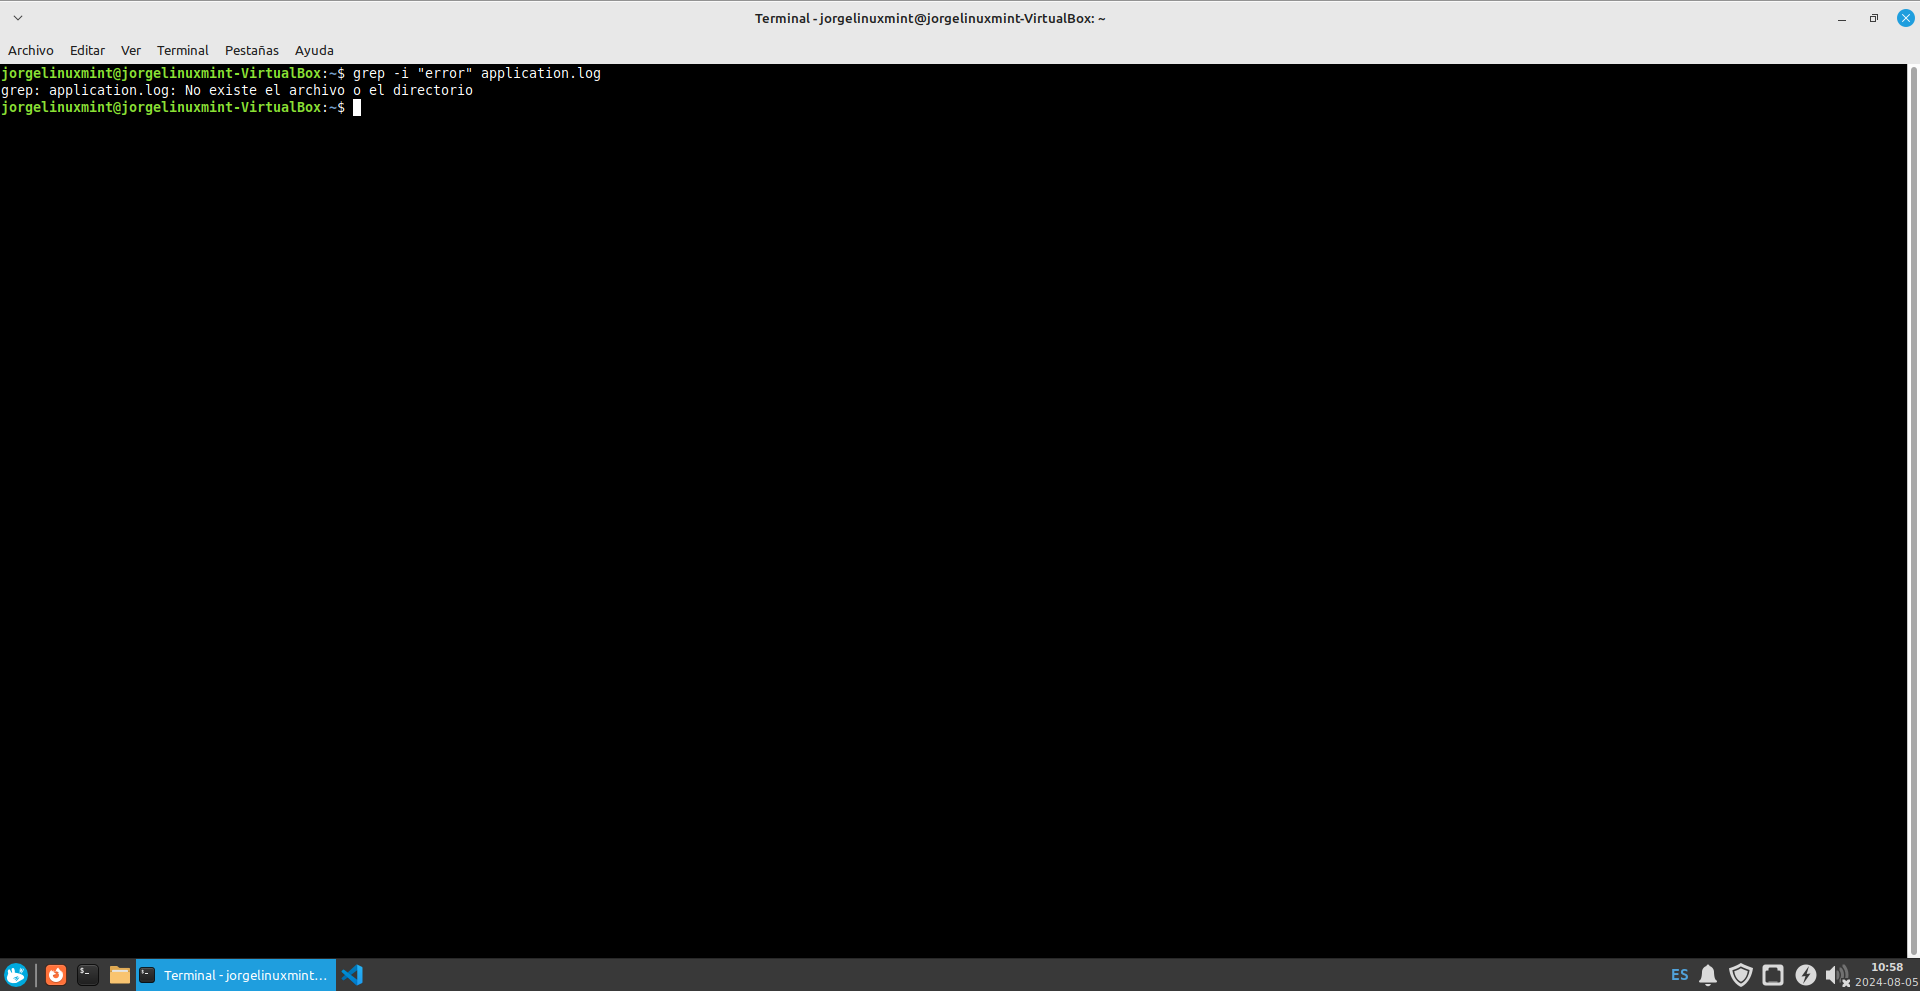 Terminal - jorgelinuxmint@jorgelinuxmint-VirtualBox: ~
Archivo Editar Ver Terminal Pestañas Ayuda
jorgelinuxmint@jorgelinuxmint-VirtualBox:~$ grep -i "error" application.log
grep: application.log: No existe el archivo o el directorio
jorgelinuxmint@jorgelinuxmint-VirtualBox:~$
Terminal - jorgelinuxmint...
ES
10:58
2024-08-05